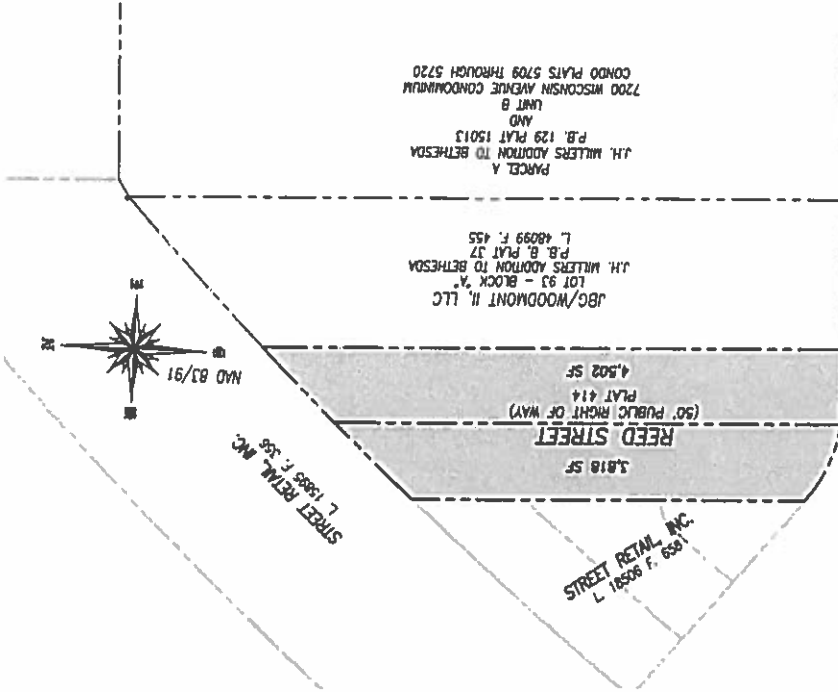 STREET RETAIL, INC.
L. 18506 F. 658
3,818 SF
REED STREET
(50' PUBLIC RIGHT OF WAY)
PLAT 414
4,502 SF
STREET RETAIL, INC.
L. 15895 F. 356
NAD 83/91
JBG/WOODMONT II, LLC
LOT 93 - BLOCK "A"
J.H. MILLERS ADDITION TO BETHESDA
P.B. B, PLAT 37
L. 48099 F. 455
PARCEL A
J.H. MILLERS ADDITION TO BETHESDA
P.B. 129 PLAT 15013
AND
UNIT B
7200 WISCONSIN AVENUE CONDOMINIUM
CONDO PLATS 5709 THROUGH 5720